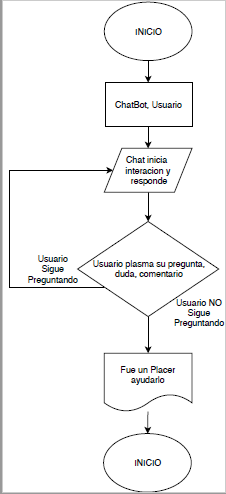 INICIO
ChatBot, Usuario
Chat inicia
interacion y
responde
Usuario plasma su pregunta,
duda, comentario
Usuario
Sigue
Preguntando
Usuario NO
Sigue
Preguntando
Fue un Placer
ayudarlo
INICIO